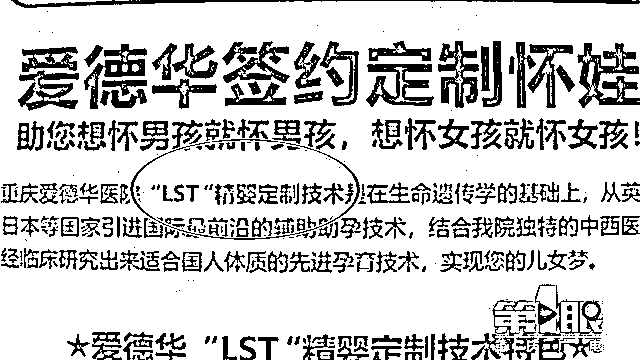 爱德华签约定制怀娃
助您想怀男孩就怀男孩，想怀女孩就怀女孩!
重庆爱德华医院 “LST “精婴定制技术是在生命遗传学的基础上，从英
日本等国家引进国际最前沿的辅助助孕技术，结合我院独特的中西医
经临床研究出来适合国人体质的先进孕育技术，实现您的儿女梦。
第1眼
☆爱德华 “LST “精婴定制技术特色☆